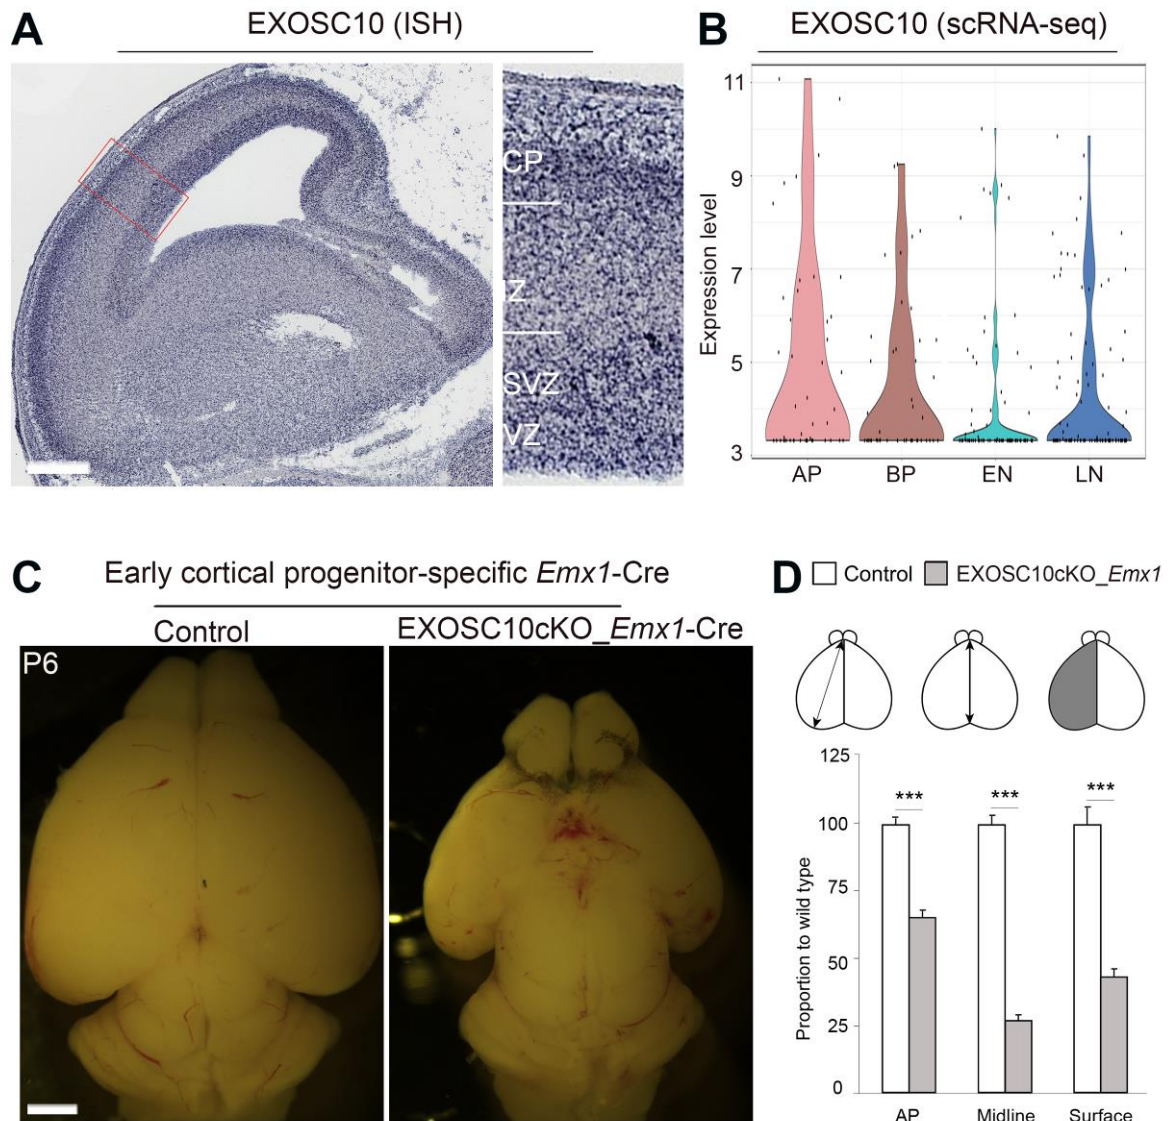 A
EXOSC10 (ISH)
CP
IZ
SVZ
VZ
B
EXOSC10 (scRNA-seq)
Expression level
11
9
7
5
3
AP BP EN LN
C
Early cortical progenitor-specific Emx1-Cre
Control EXOSC10cKO_Emx1-Cre
P6
D
Control EXOSC10cKO_Emx1
Proportion to wild type
125
100
75
50
25
0
*** *** ***
AP Midline Surface